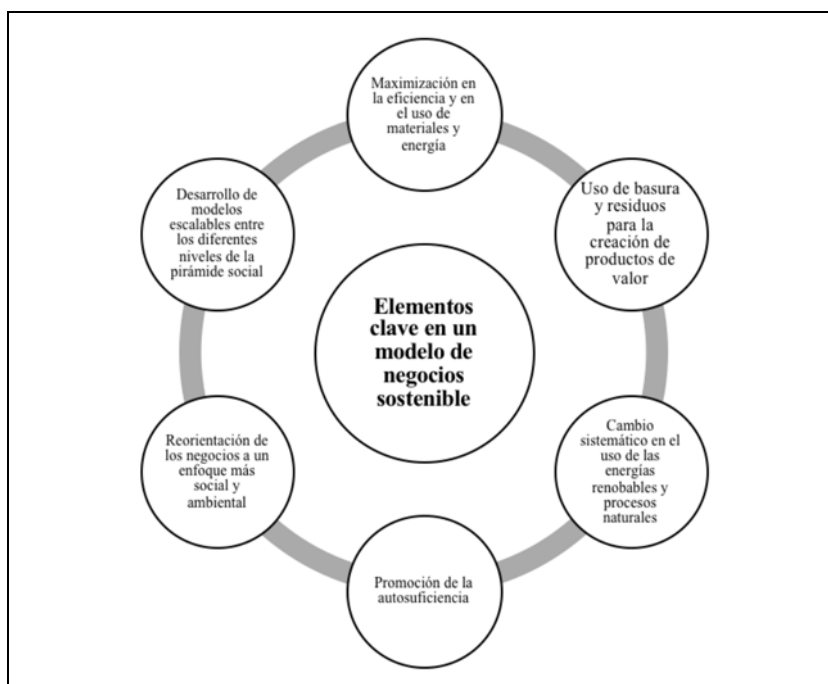 Maximización en
la eficiencia y en
el uso de
materiales y
energía
Uso de basura
y residuos
para la
creación de
productos de
valor
Cambio
sistemático en el
uso de las
energías
renobables y
procesos
naturales
Promoción de la
autosuficiencia
Reorientación de
los negocios a un
enfoque más
social y
ambiental
Desarrollo de
modelos
escalables entre
los diferentes
niveles de la
pirámide social
Elementos
clave en un
modelo de
negocios
sostenible